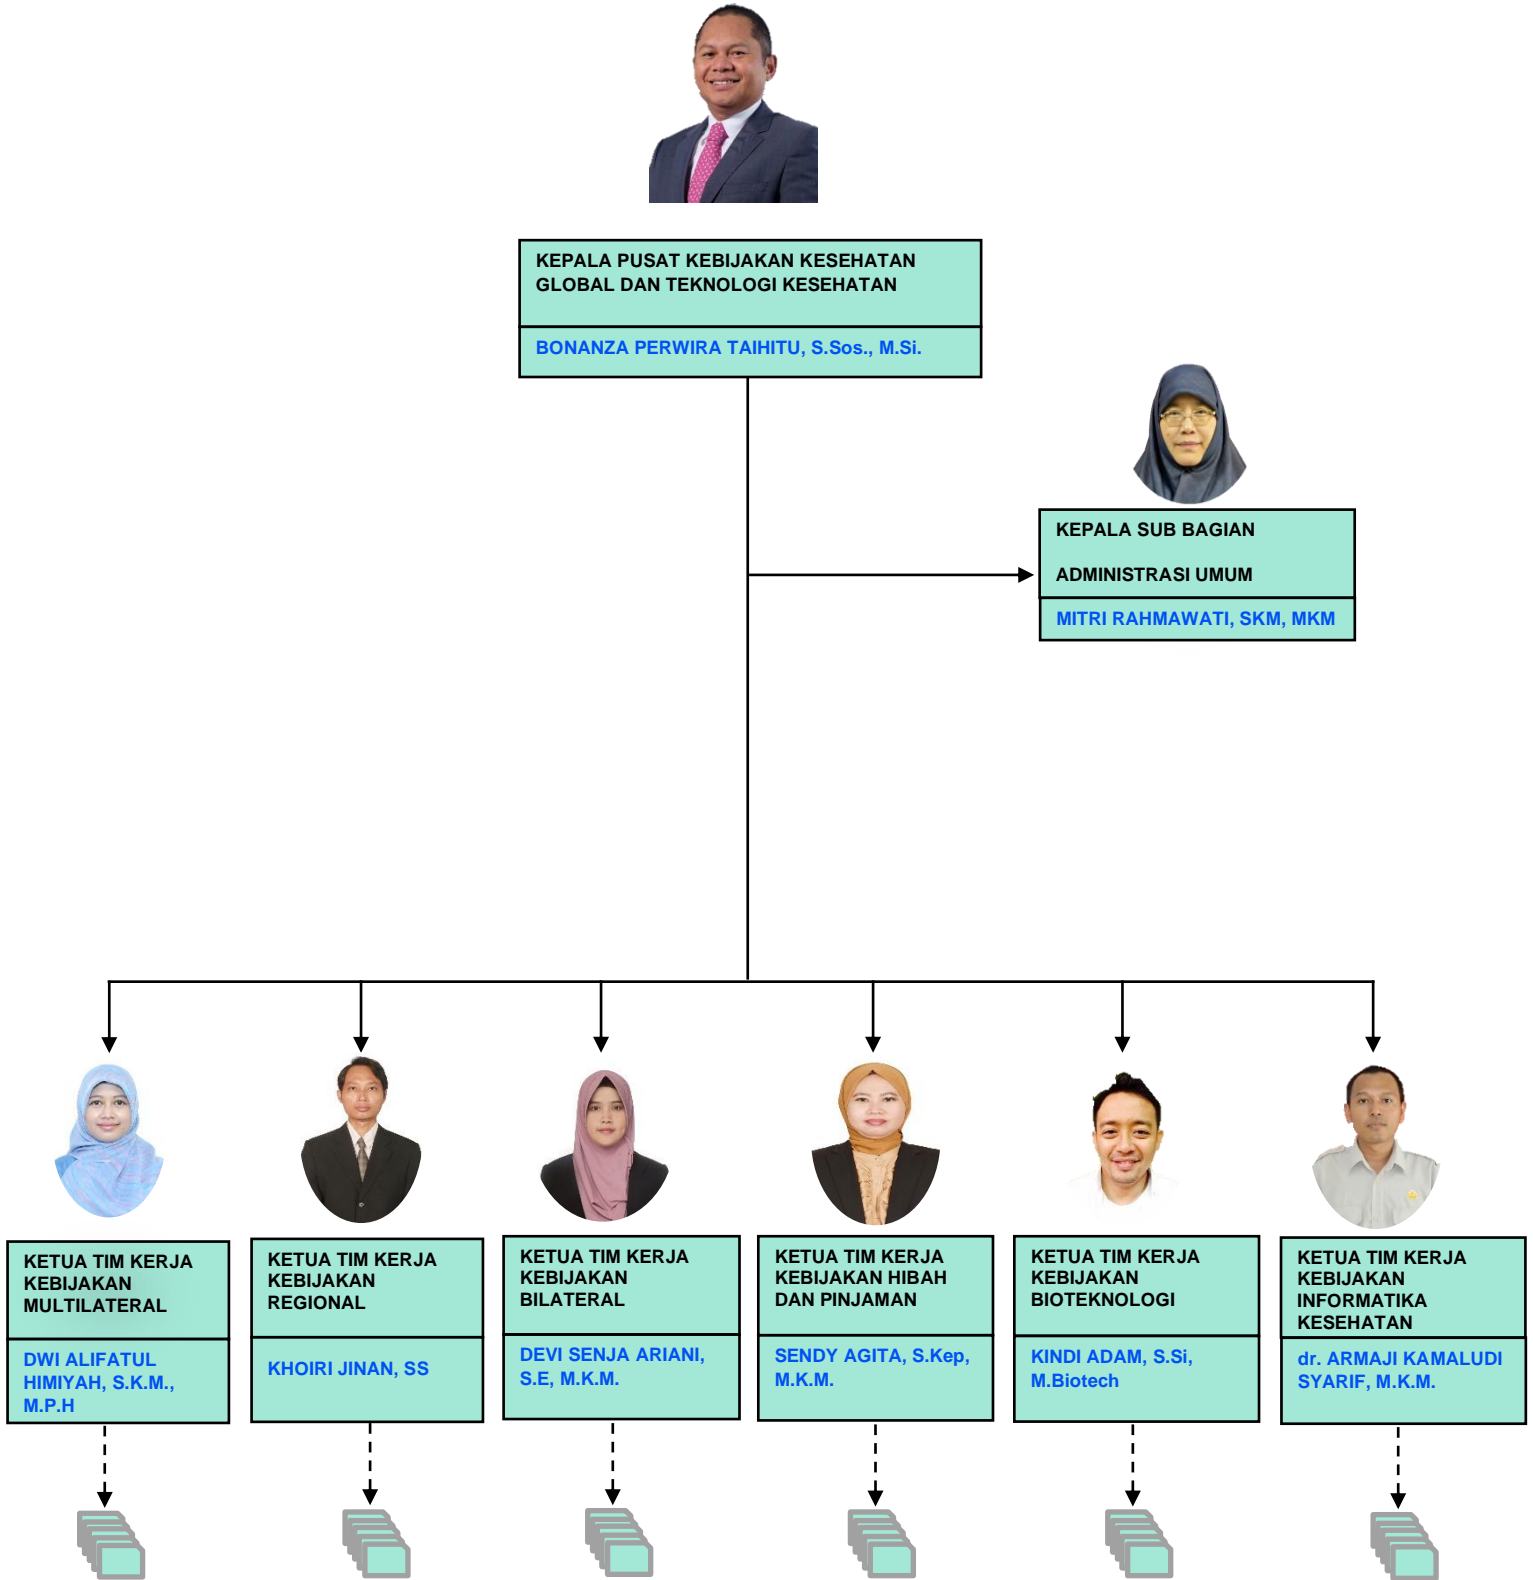 KEPALA PUSAT KEBIJAKAN KESEHATAN
GLOBAL DAN TEKNOLOGI KESEHATAN
BONANZA PERWIRA TAIHITU, S.Sos., M.Si.
KEPALA SUB BAGIAN
ADMINISTRASI UMUM
MITRI RAHMAWATI, SKM, MKM
KETUA TIM KERJA
KEBIJAKAN
MULTILATERAL
DWI ALIFATUL
HIMIYAH, S.K.M.,
M.P.H
KETUA TIM KERJA
KEBIJAKAN
REGIONAL
KHOIRI JINAN, SS
KETUA TIM KERJA
KEBIJAKAN
BILATERAL
DEVI SENJA ARIANI,
S.E, M.K.M.
KETUA TIM KERJA
KEBIJAKAN HIBAH
DAN PINJAMAN
SENDY AGITA, S.Kep,
M.K.M.
KETUA TIM KERJA
KEBIJAKAN
BIOTEKNOLOGI
KINDI ADAM, S.Si,
M.Biotech
KETUA TIM KERJA
KEBIJAKAN
INFORMATIKA
KESEHATAN
dr. ARMAJI KAMALUDI
SYARIF, M.K.M.